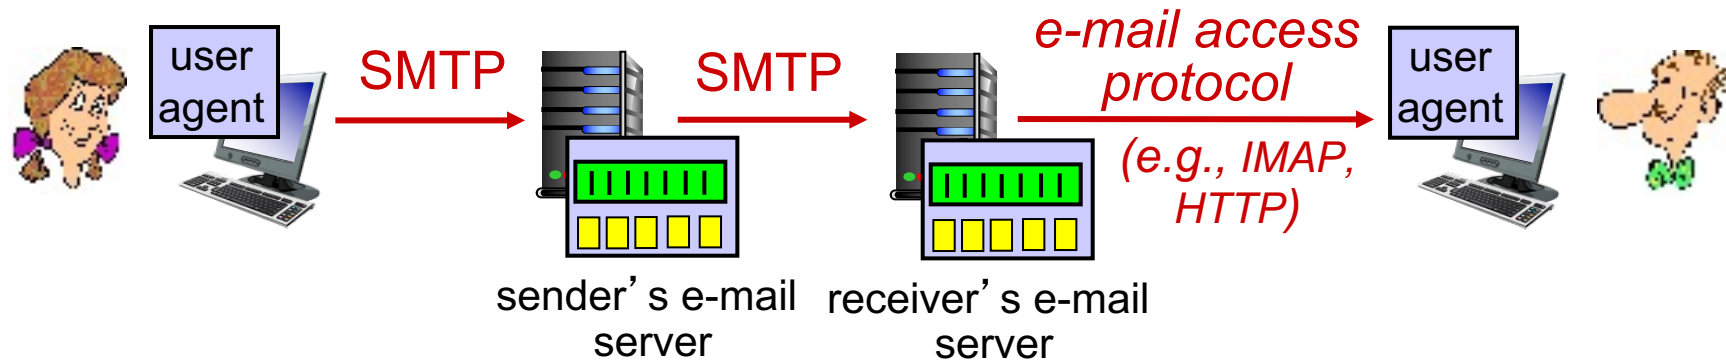 user
agent
SMTP
SMTP
e-mail access
protocol
(e.g., IMAP,
HTTP)
user
agent
sender’s e-mail
server
receiver’s e-mail
server